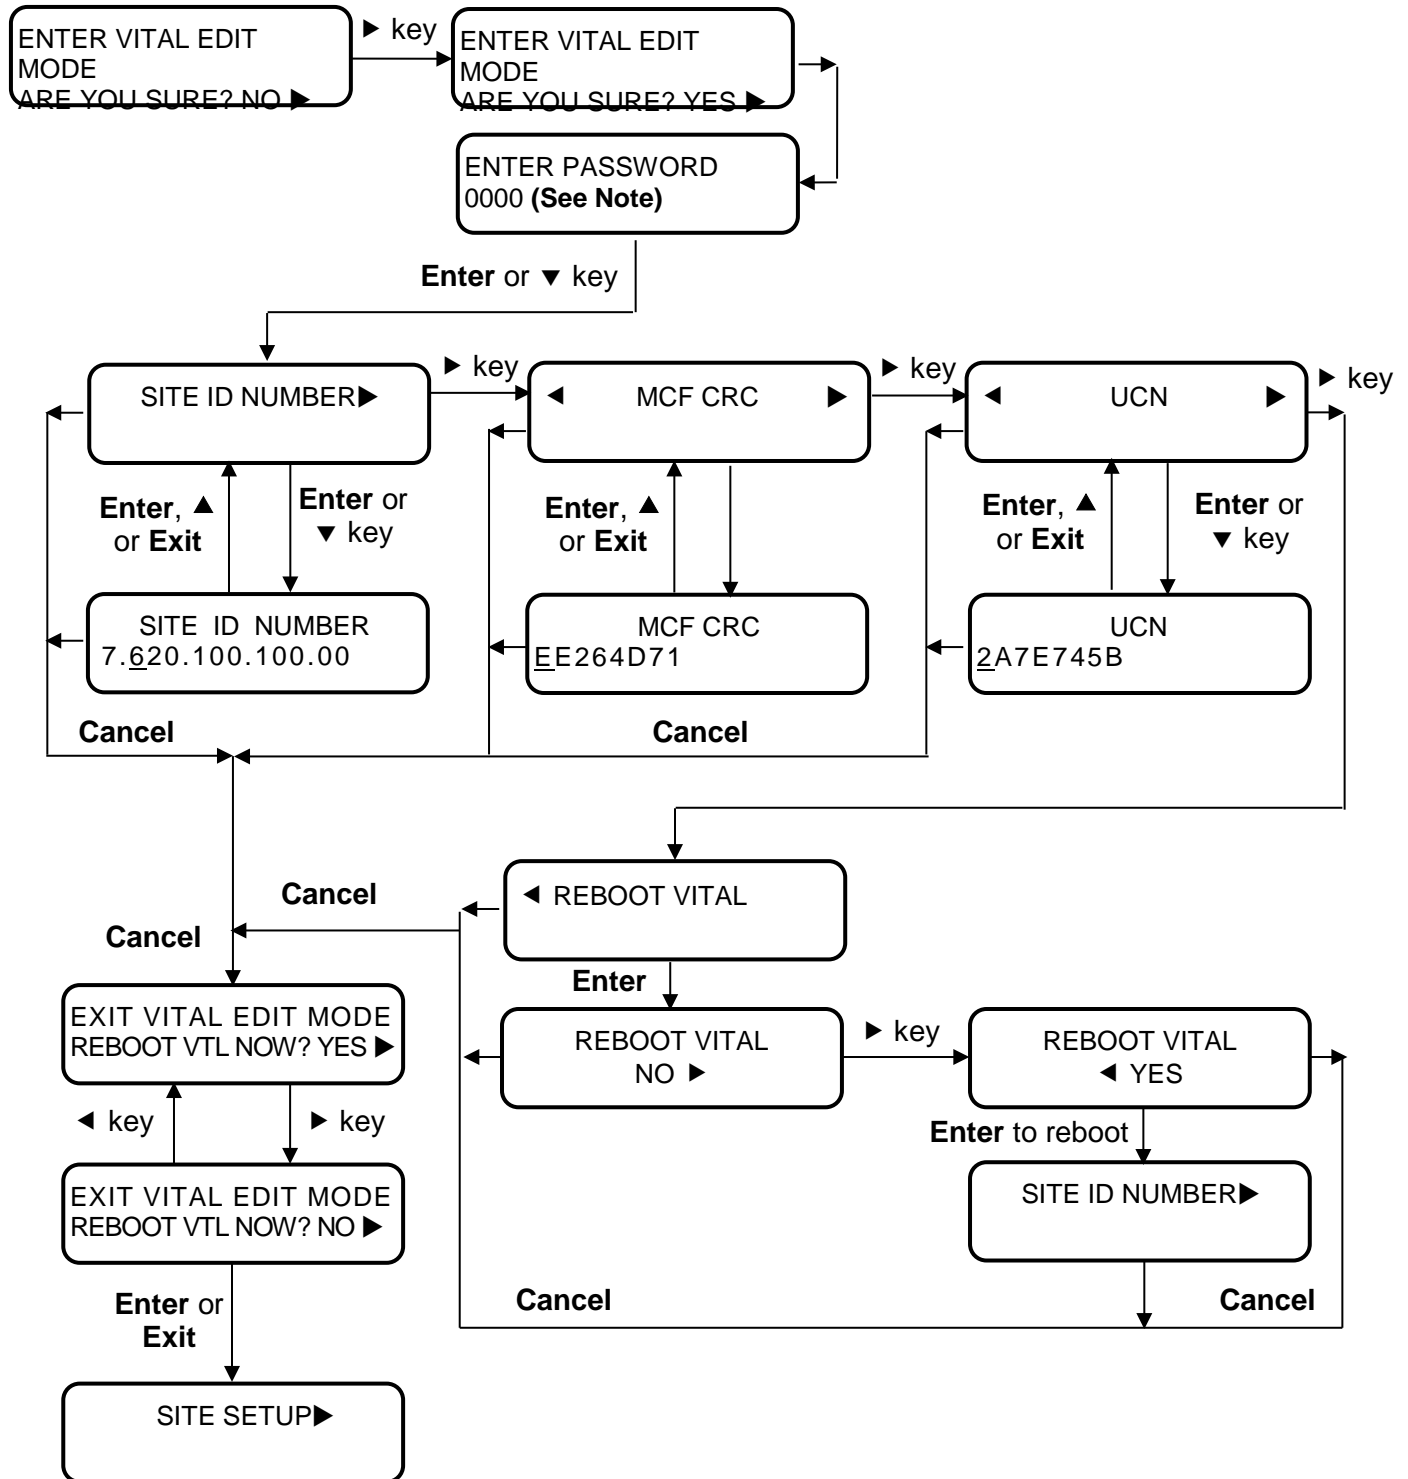 ENTER VITAL EDIT
MODE
ARE YOU SURE? NO ▶
▶ key
ENTER VITAL EDIT
MODE
ARE YOU SURE? YES ▶
ENTER PASSWORD
0000 (See Note)
Enter or ▼ key
SITE ID NUMBER▶
▶ key
◀ MCF CRC ▶
▶ key
◀ UCN ▶
▶ key
Enter, ▲
or Exit
Enter or
▼ key
Enter, ▲
or Exit
Enter, ▲
or Exit
Enter or
▼ key
SITE ID NUMBER
7.620.100.100.00
MCF CRC
EE264D71
UCN
2A7E745B
Cancel
Cancel
◀ REBOOT VITAL
Cancel
Cancel
Enter
EXIT VITAL EDIT MODE
REBOOT VTL NOW? YES ▶
REBOOT VITAL
NO ▶
▶ key
REBOOT VITAL
◀ YES
◀ key
▶ key
Enter to reboot
EXIT VITAL EDIT MODE
REBOOT VTL NOW? NO ▶
SITE ID NUMBER▶
Enter or
Exit
Cancel
Cancel
SITE SETUP▶